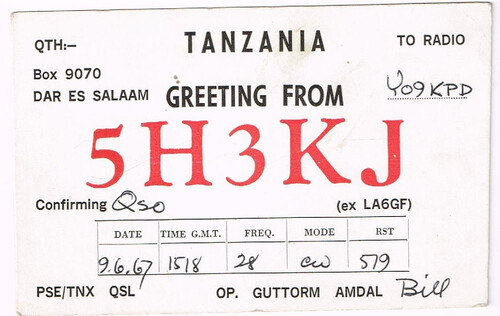 QTH:- TANZANIA TO RADIO
Box 9070
DAR ES SALAAM GREETING FROM YO9KPD
5H3KJ
Confirming Qso (ex LA6GF)
DATE TIME G.M.T. FREQ. MODE RST
9.6.67 1518 28 cw 579
PSE/TNX QSL OP. GUTTORM AMDAL Bill